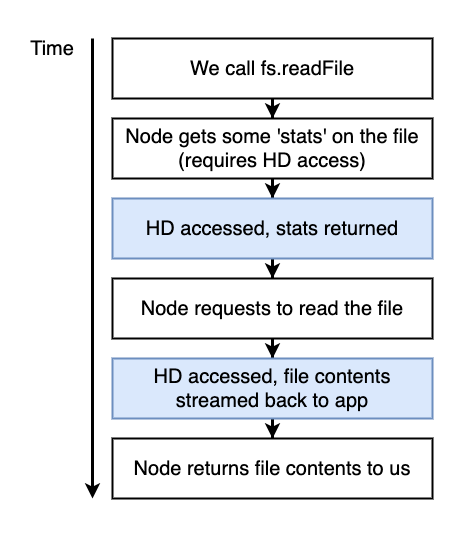 Time
We call fs.readFile
Node gets some 'stats' on the file
(requires HD access)
HD accessed, stats returned
Node requests to read the file
HD accessed, file contents
streamed back to app
Node returns file contents to us